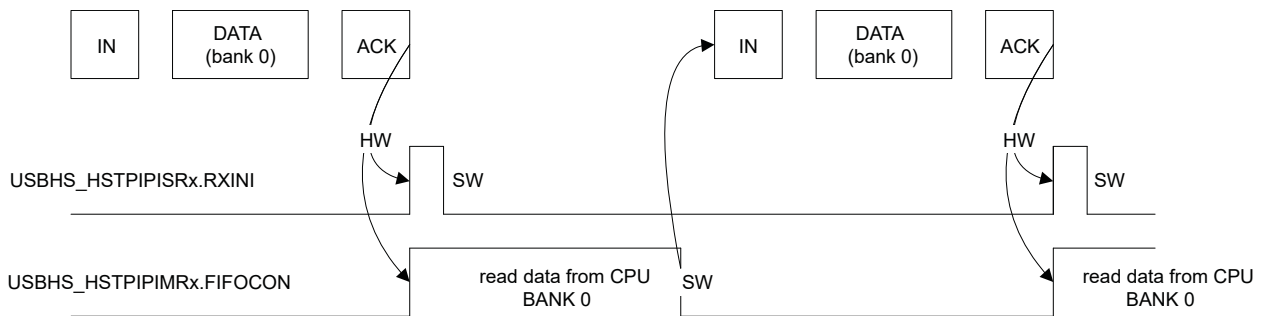 IN
DATA
(bank 0)
ACK
IN
DATA
(bank 0)
ACK
HW
HW
USBHS_HSTPIPISRx.RXINI
SW
SW
USBHS_HSTPIPIMRx.FIFOCON
read data from CPU
BANK 0
SW
read data from CPU
BANK 0